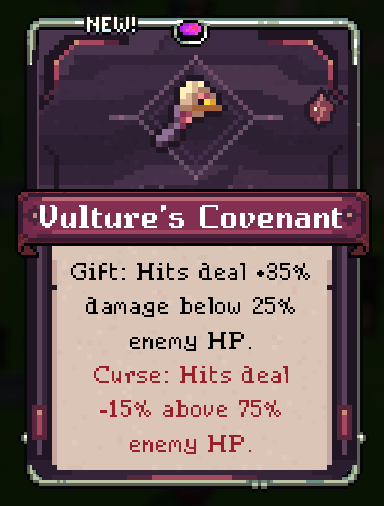 NEW!
Vulture's Covenant
Gift: Hits deal +35%
damage below 25%
enemy HP.
Curse: Hits deal
-15% above 75%
enemy HP.